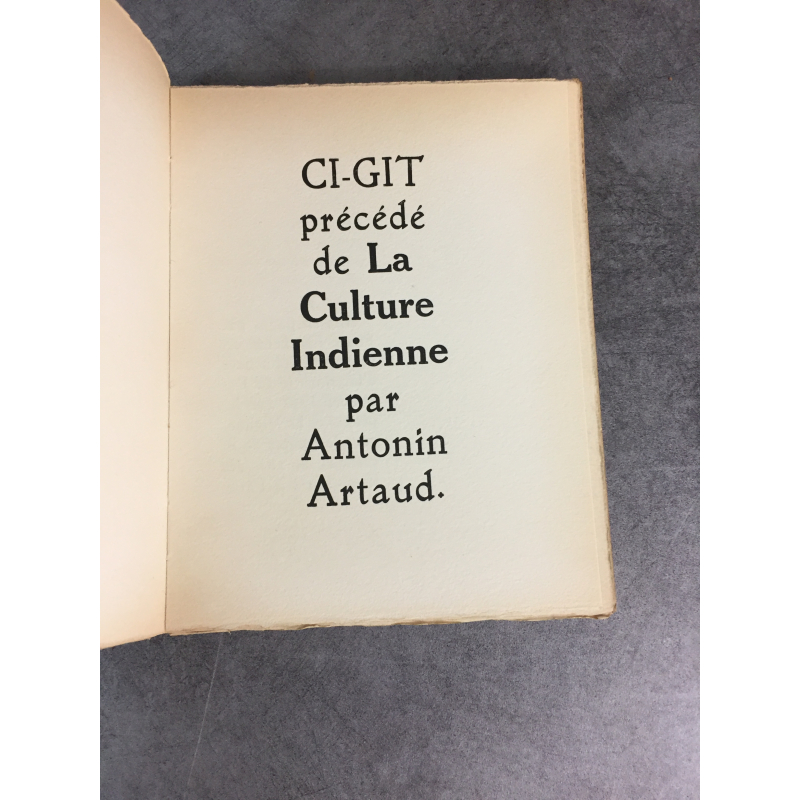 CI-GIT
précédé
de La
Culture
Indienne
par
Antonin
Artaud.